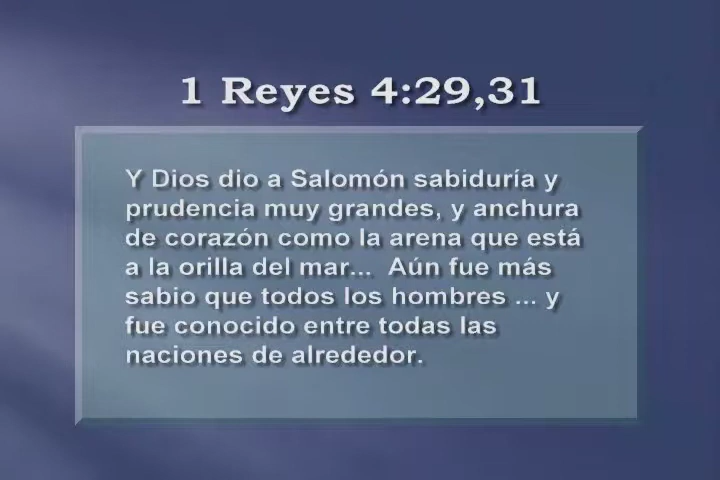 1 Reyes 4:29,31
Y Dios dio a Salomón sabiduría y
prudencia muy grandes, y anchura
de corazón como la arena que está
a la orilla del mar... Aún fue más
sabio que todos los hombres ... y
fue conocido entre todas las
naciones de alrededor.